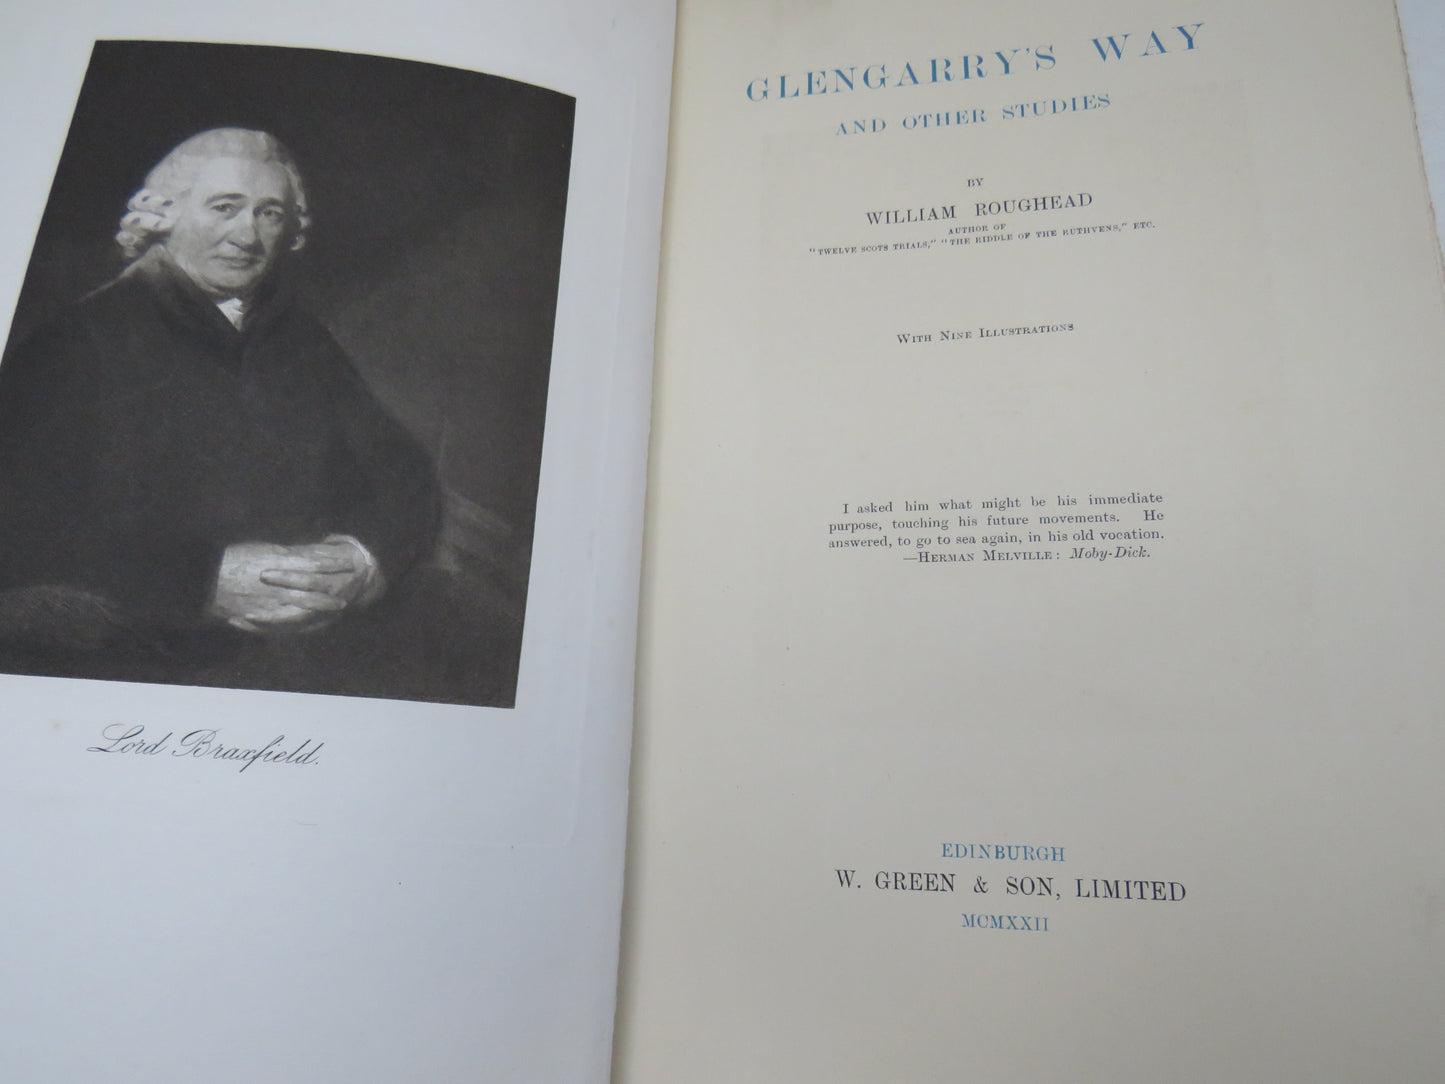 Lord Braxfield.
GLENGARRY'S WAY
AND OTHER STUDIES
BY
WILLIAM ROUGHEAD
AUTHOR OF
"TWELVE SCOTS TRIALS," "THE RIDDLE OF THE RUTHVENS," ETC.
WITH NINE ILLUSTRATIONS
I asked him what might be his immediate
purpose, touching his future movements. He
answered, to go to sea again, in his old vocation.
—HERMAN MELVILLE: Moby-Dick.
EDINBURGH
W. GREEN & SON, LIMITED
MCMXXII